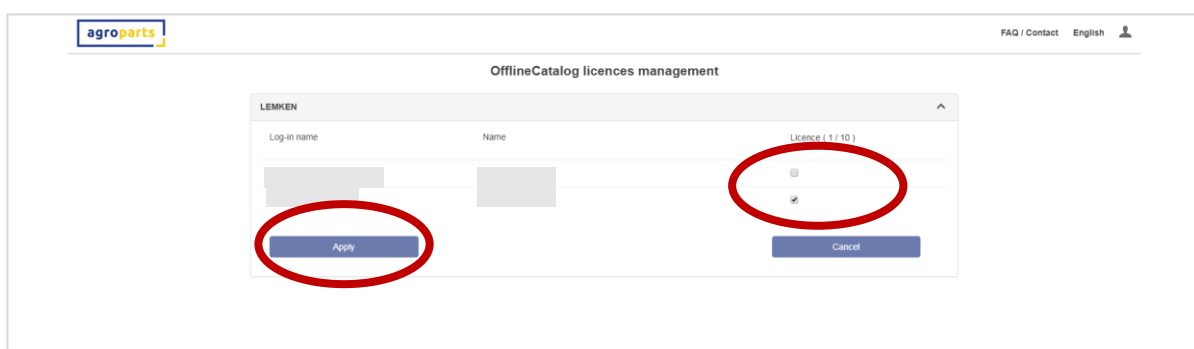 agroparts
FAQ / Contact English
OfflineCatalog licences management
LEMKEN
Log-in name Name Licence ( 1 / 10 )
Apply Cancel